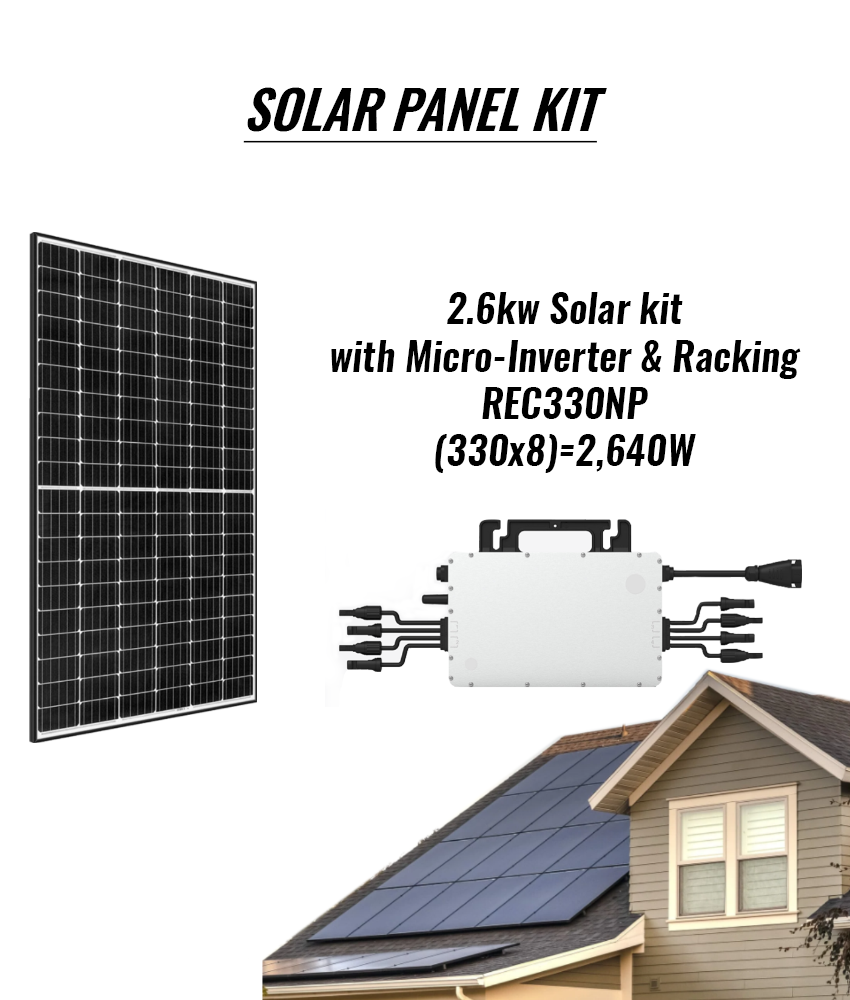 SOLAR PANEL KIT
2.6kw Solar kit
with Micro-Inverter & Racking
REC330NP
(330x8)=2,640W